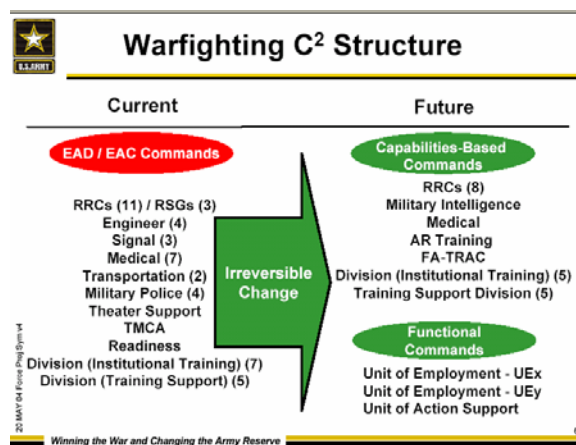 U.S.ARMY
Warfighting C² Structure
Current
Future
EAD / EAC Commands
RRCs (11) / RSGs (3)
Engineer (4)
Signal (3)
Medical (7)
Transportation (2)
Military Police (4)
Theater Support
TMCA
Readiness
Division (Institutional Training) (7)
Division (Training Support) (5)
Irreversible
Change
Capabilities-Based
Commands
RRCs (8)
Military Intelligence
Medical
AR Training
FA-TRAC
Division (Institutional Training) (5)
Training Support Division (5)
Functional
Commands
Unit of Employment - UEx
Unit of Employment - UEy
Unit of Action Support
20 MAY 04 Force Proj Sym v4
Winning the War and Changing the Army Reserve